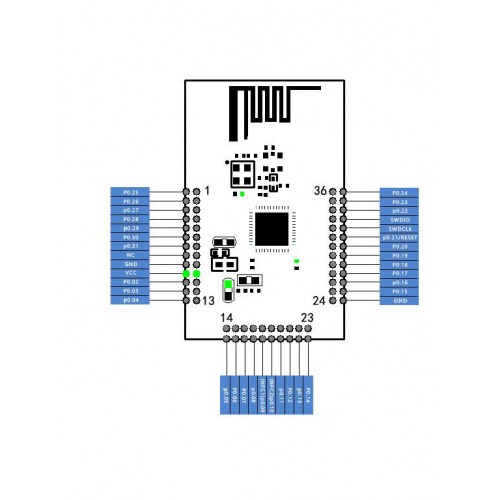 P0.25
P0.26
p0.27
P0.28
p0.29
P0.30
p0.31
NC
GND
VCC
P0.02
P0.03
p0.04
1
13
36
24
P0.24
P0.23
P0.22
SWDIO
SWDCLK
p0.21/RESET
P0.20
P0.19
P0.18
P0.17
p0.16
P0.15
GND
14
23
p0.05
P0.06
P0.07
p0.08
(NFC1)p0.09
(NFC2)p0.10
p0.11
P0.12
p0.13
P0.14